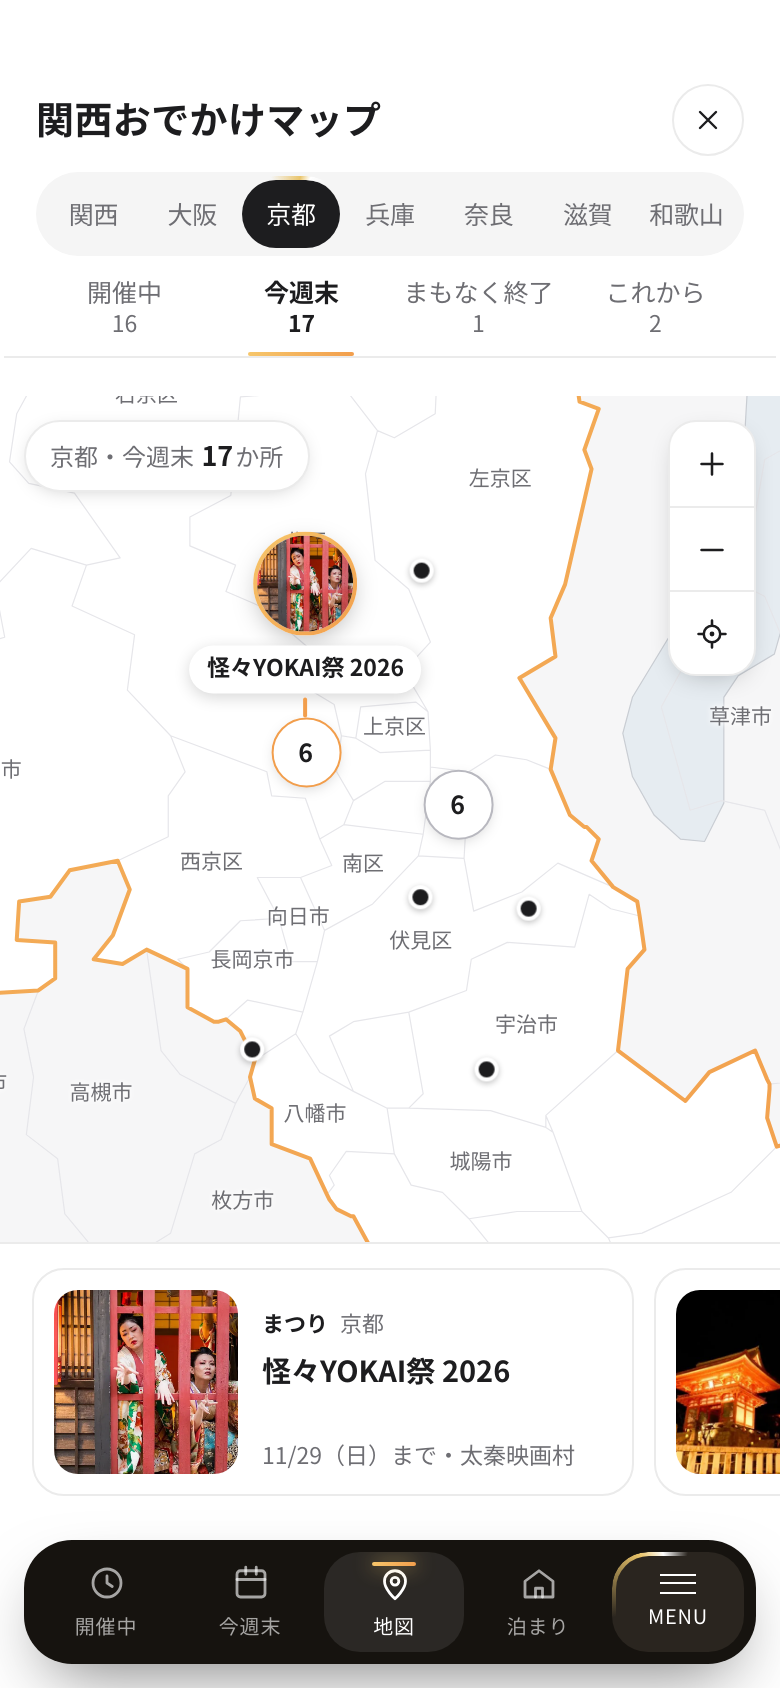 関西おでかけマップ
関西 大阪 京都 兵庫 奈良 滋賀 和歌山
開催中 今週末 まもなく終了 これから
16 17 1 2
京都・今週末 17か所
左京区
怪々YOKAI祭 2026
草津市
上京区
6
市
6
西京区
南区
向日市
伏見区
長岡京市
宇治市
高槻市
八幡市
城陽市
枚方市
まつり 京都
怪々YOKAI祭 2026
11/29（日）まで・太秦映画村
開催中 今週末 地図 泊まり MENU